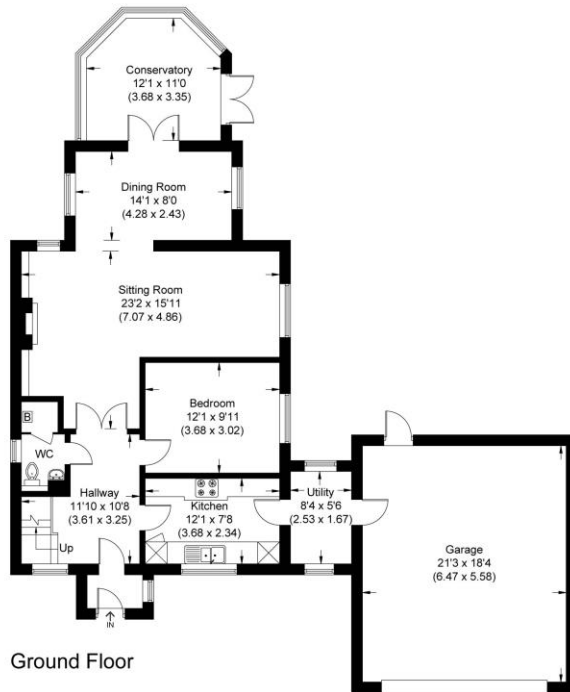 Conservatory
12'1 x 11'0
(3.68 x 3.35)
Dining Room
14'1 x 8'0
(4.28 x 2.43)
Sitting Room
23'2 x 15'11
(7.07 x 4.86)
Bedroom
12'1 x 9'11
(3.68 x 3.02)
B
WC
Hallway
11'10 x 10'8
(3.61 x 3.25)
Up
Kitchen
12'1 x 7'8
(3.68 x 2.34)
Utility
8'4 x 5'6
(2.53 x 1.67)
Garage
21'3 x 18'4
(6.47 x 5.58)
IN
Ground Floor